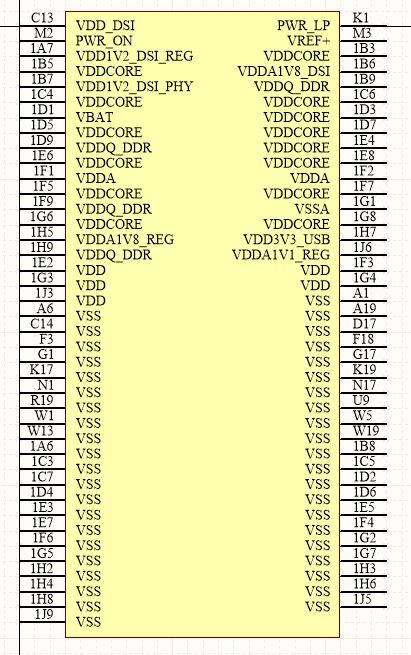 C13 VDD_DSI PWR_LP K1
M2 PWR_ON VREF+ M3
1A7 VDD1V2_DSI_REG VDDCORE 1B3
1B5 VDDCORE VDDA1V8_DSI 1B6
1B7 VDD1V2_DSI_PHY VDDQ_DDR 1B9
1C4 VDDCORE VDDCORE 1C6
1D1 VBAT VDDCORE 1D3
1D5 VDDCORE VDDCORE 1D7
1D9 VDDQ_DDR VDDCORE 1E4
1E6 VDDCORE VDDCORE 1E8
1F1 VDDA VDDA 1F2
1F5 VDDCORE VDDCORE 1F7
1F9 VDDQ_DDR VSSA 1G1
1G6 VDDCORE VDDCORE 1G8
1H5 VDDA1V8_REG VDD3V3_USB 1H7
1H9 VDDQ_DDR VDDA1V1_REG 1J6
1E2 VDD VDD 1F3
1G3 VDD VDD 1G4
1J3 VDD VSS A1
A6 VSS VSS A19
C14 VSS VSS D17
F3 VSS VSS F18
G1 VSS VSS G17
K17 VSS VSS K19
N1 VSS VSS N17
R19 VSS VSS U9
W1 VSS VSS W5
W13 VSS VSS W19
1A6 VSS VSS 1B8
1C3 VSS VSS 1C5
1C7 VSS VSS 1D2
1D4 VSS VSS 1D6
1E3 VSS VSS 1E5
1E7 VSS VSS 1F4
1F6 VSS VSS 1G2
1G5 VSS VSS 1G7
1H2 VSS VSS 1H3
1H4 VSS VSS 1H6
1H8 VSS VSS 1J5
1J9 VSS